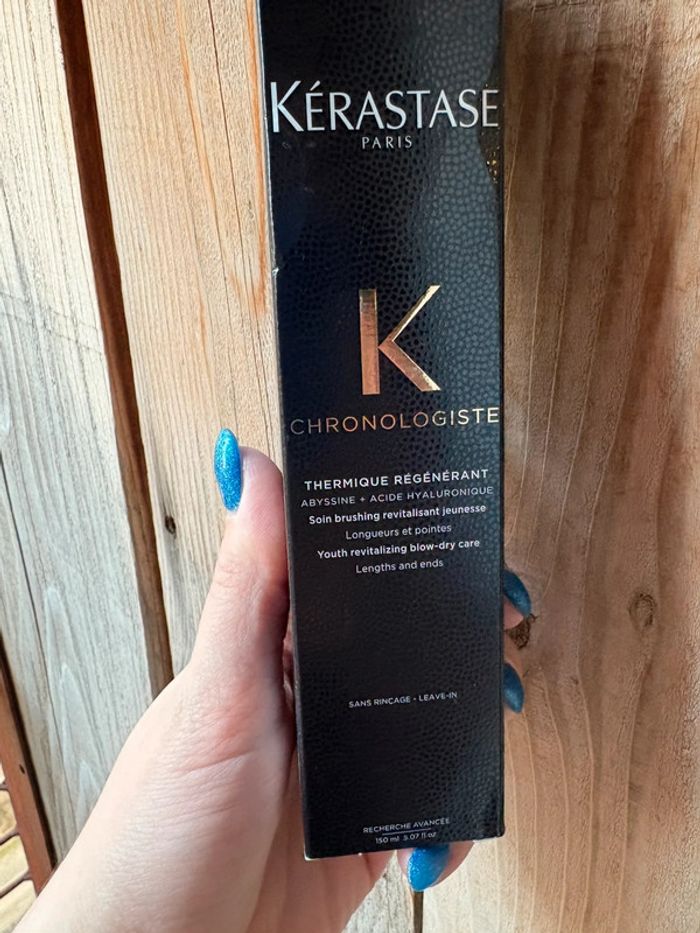 KÉRASTASE
PARIS
K
CHRONOLOGISTE
THERMIQUE RÉGÉNÉRANT
ABYSSINE + ACIDE HYALURONIQUE
Soin brushing revitalisant jeunesse
Longueurs et pointes
Youth revitalizing blow-dry care
Lengths and ends
SANS RINCAGE - LEAVE-IN
RECHERCHE AVANCÉE
150 ml 5.07 fl oz